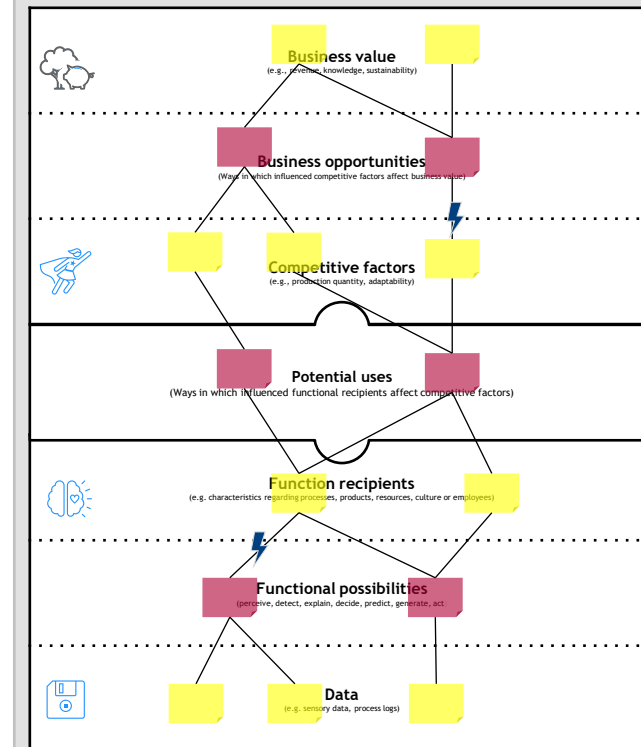 Business value
(e.g., revenue, knowledge, sustainability)
Business opportunities
(Ways in which influenced competitive factors affect business value)
Competitive factors
(e.g., production quantity, adaptability)
Potential uses
(Ways in which influenced functional recipients affect competitive factors)
Function recipients
(e.g. characteristics regarding processes, products, resources, culture or employees)
Functional possibilities
(perceive, detect, explain, decide, predict, generate, act
Data
(e.g. sensory data, process logs)